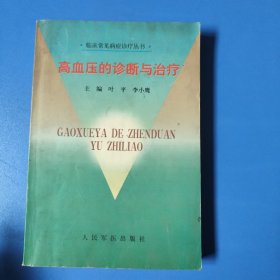 ·临床常见病症诊疗丛书·
高血压的诊断与治疗
主 编 叶 平 李小鹰
GAOXUEYA DE ZHENDUAN
YU ZHILIAO
人民军医出版社